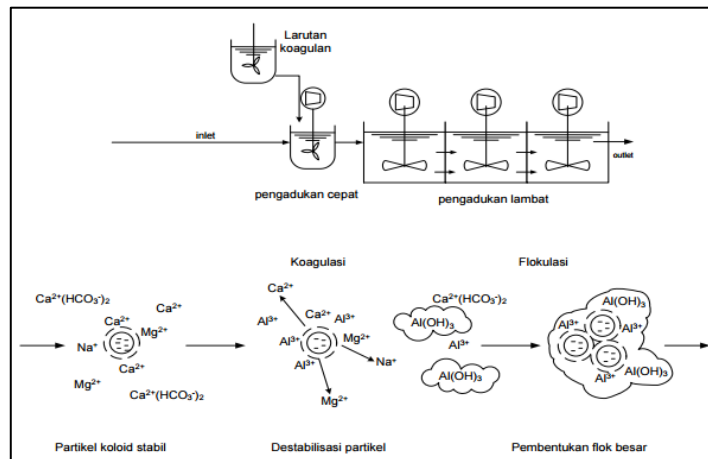 Larutan
koagulan
inlet
outlet
pengadukan cepat
pengadukan lambat
Koagulasi
Flokulasi
Ca²⁺(HCO₃⁻)₂
Ca²⁺
Ca²⁺
Mg²⁺
Na⁺
Ca²⁺
Mg²⁺
Ca²⁺(HCO₃⁻)₂
Ca²⁺
Ca²⁺
Al³⁺
Al³⁺
Al³⁺
Mg²⁺
Al³⁺
Na⁺
Mg²⁺
Ca²⁺(HCO₃⁻)₂
Al(OH)₃
Al³⁺
Al(OH)₃
Al(OH)₃
Al³⁺
Al³⁺
Al³⁺
Al(OH)₃
Partikel koloid stabil
Destabilisasi partikel
Pembentukan flok besar